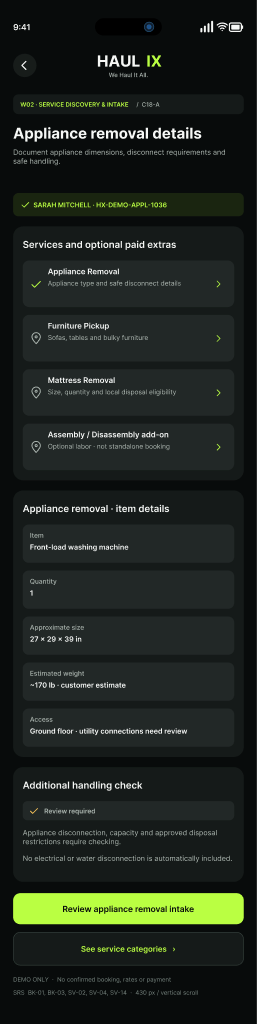 9:41
HAUL IX
We Haul It All.
W02 · SERVICE DISCOVERY & INTAKE / C18-A
Appliance removal details
Document appliance dimensions, disconnect requirements and
safe handling.
SARAH MITCHELL · HX-DEMO-APPL-1036
Services and optional paid extras
Appliance Removal
Appliance type and safe disconnect details
Furniture Pickup
Sofas, tables and bulky furniture
Mattress Removal
Size, quantity and local disposal eligibility
Assembly / Disassembly add-on
Optional labor · not standalone booking
Appliance removal · item details
Item
Front-load washing machine
Quantity
1
Approximate size
27 × 29 × 39 in
Estimated weight
~170 lb · customer estimate
Access
Ground floor · utility connections need review
Additional handling check
Review required
Appliance disconnection, capacity and approved disposal
restrictions require checking.
No electrical or water disconnection is automatically included.
Review appliance removal intake
See service categories ›
DEMO ONLY · No confirmed booking, rates or payment
SRS BK-01, BK-03, SV-02, SV-04, SV-14 · 430 px / vertical scroll